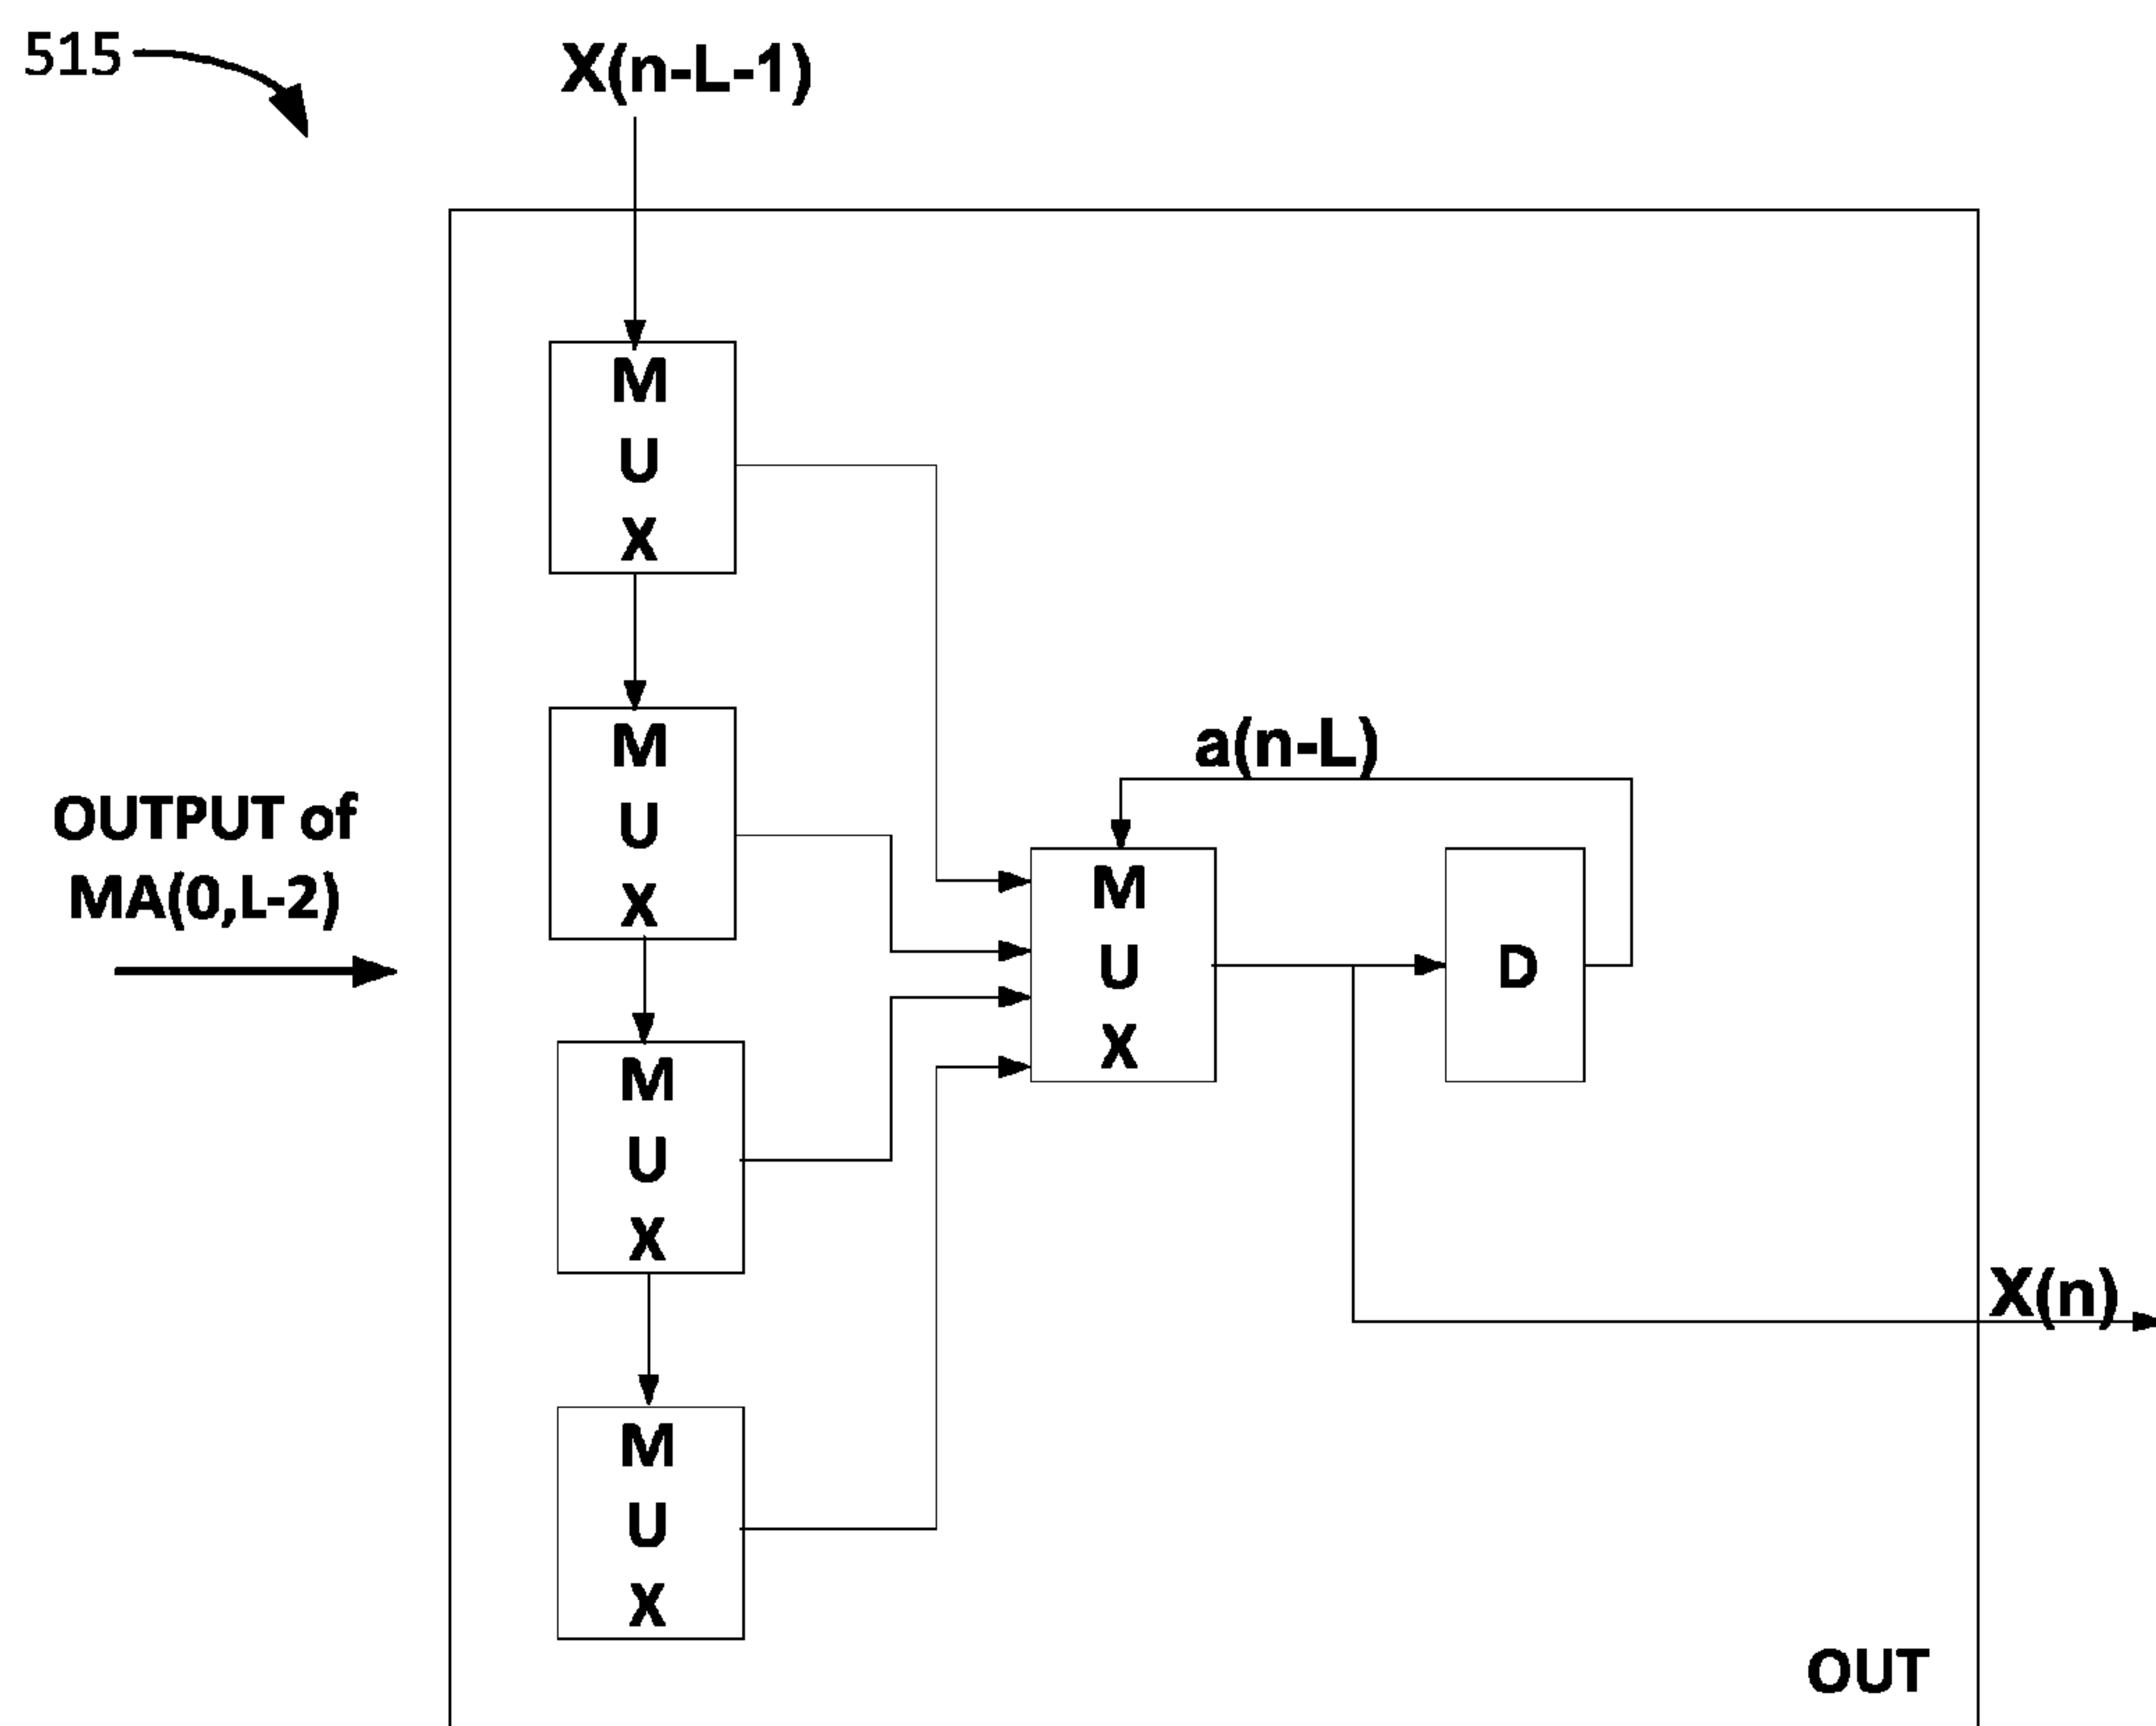 515
X(n-L-1)
M
U
X
M
U
X
OUTPUT of
MA(0,L-2)
a(n-L)
M
U
X
D
M
U
X
X(n)
M
U
X
OUT